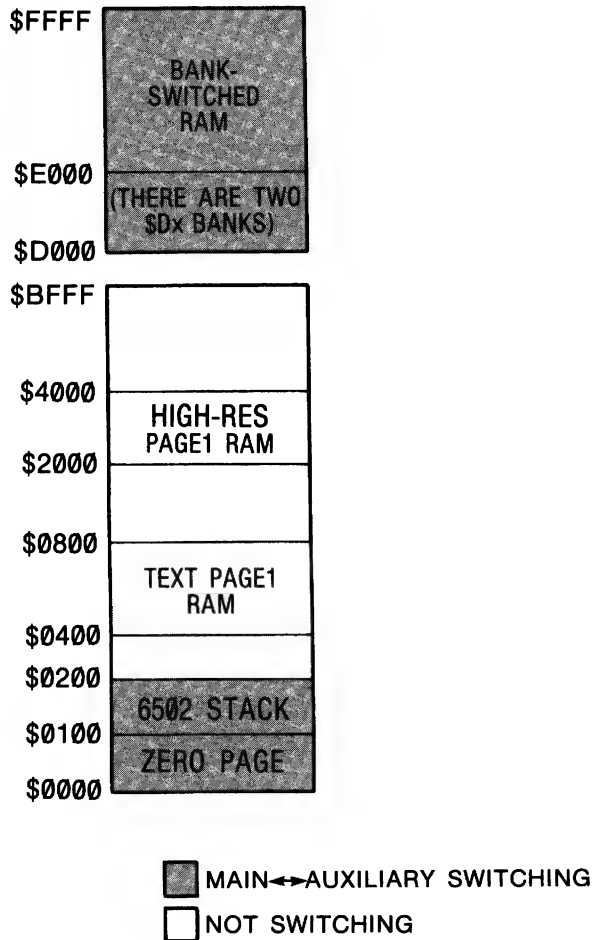 $FFFF
BANK-
SWITCHED
RAM
$E000
(THERE ARE TWO
$Dx BANKS)
$D000
$BFFF
$4000
HIGH-RES
PAGE1 RAM
$2000
$0800
TEXT PAGE1
RAM
$0400
$0200
6502 STACK
$0100
ZERO PAGE
$0000
MAIN↔AUXILIARY SWITCHING
NOT SWITCHING